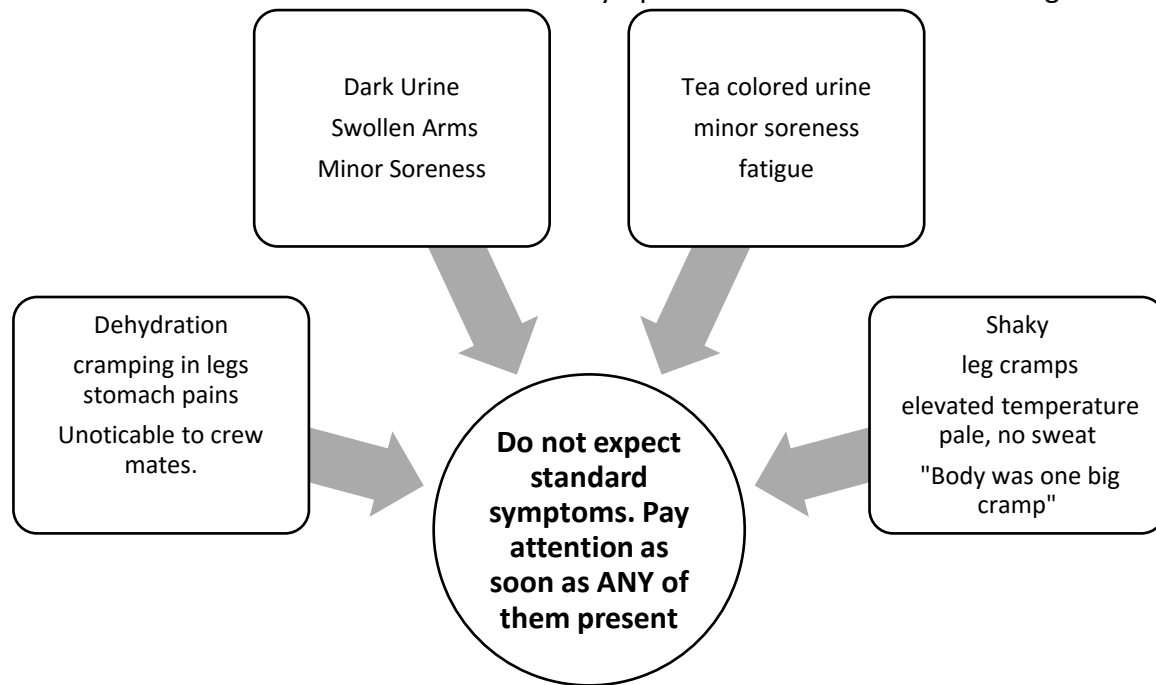 Dark Urine
Swollen Arms
Minor Soreness
Tea colored urine
minor soreness
fatigue
Dehydration
cramping in legs
stomach pains
Unoticable to crew
mates.
Shaky
leg cramps
elevated temperature
pale, no sweat
"Body was one big
cramp"
Do not expect
standard
symptoms. Pay
attention as
soon as ANY of
them present